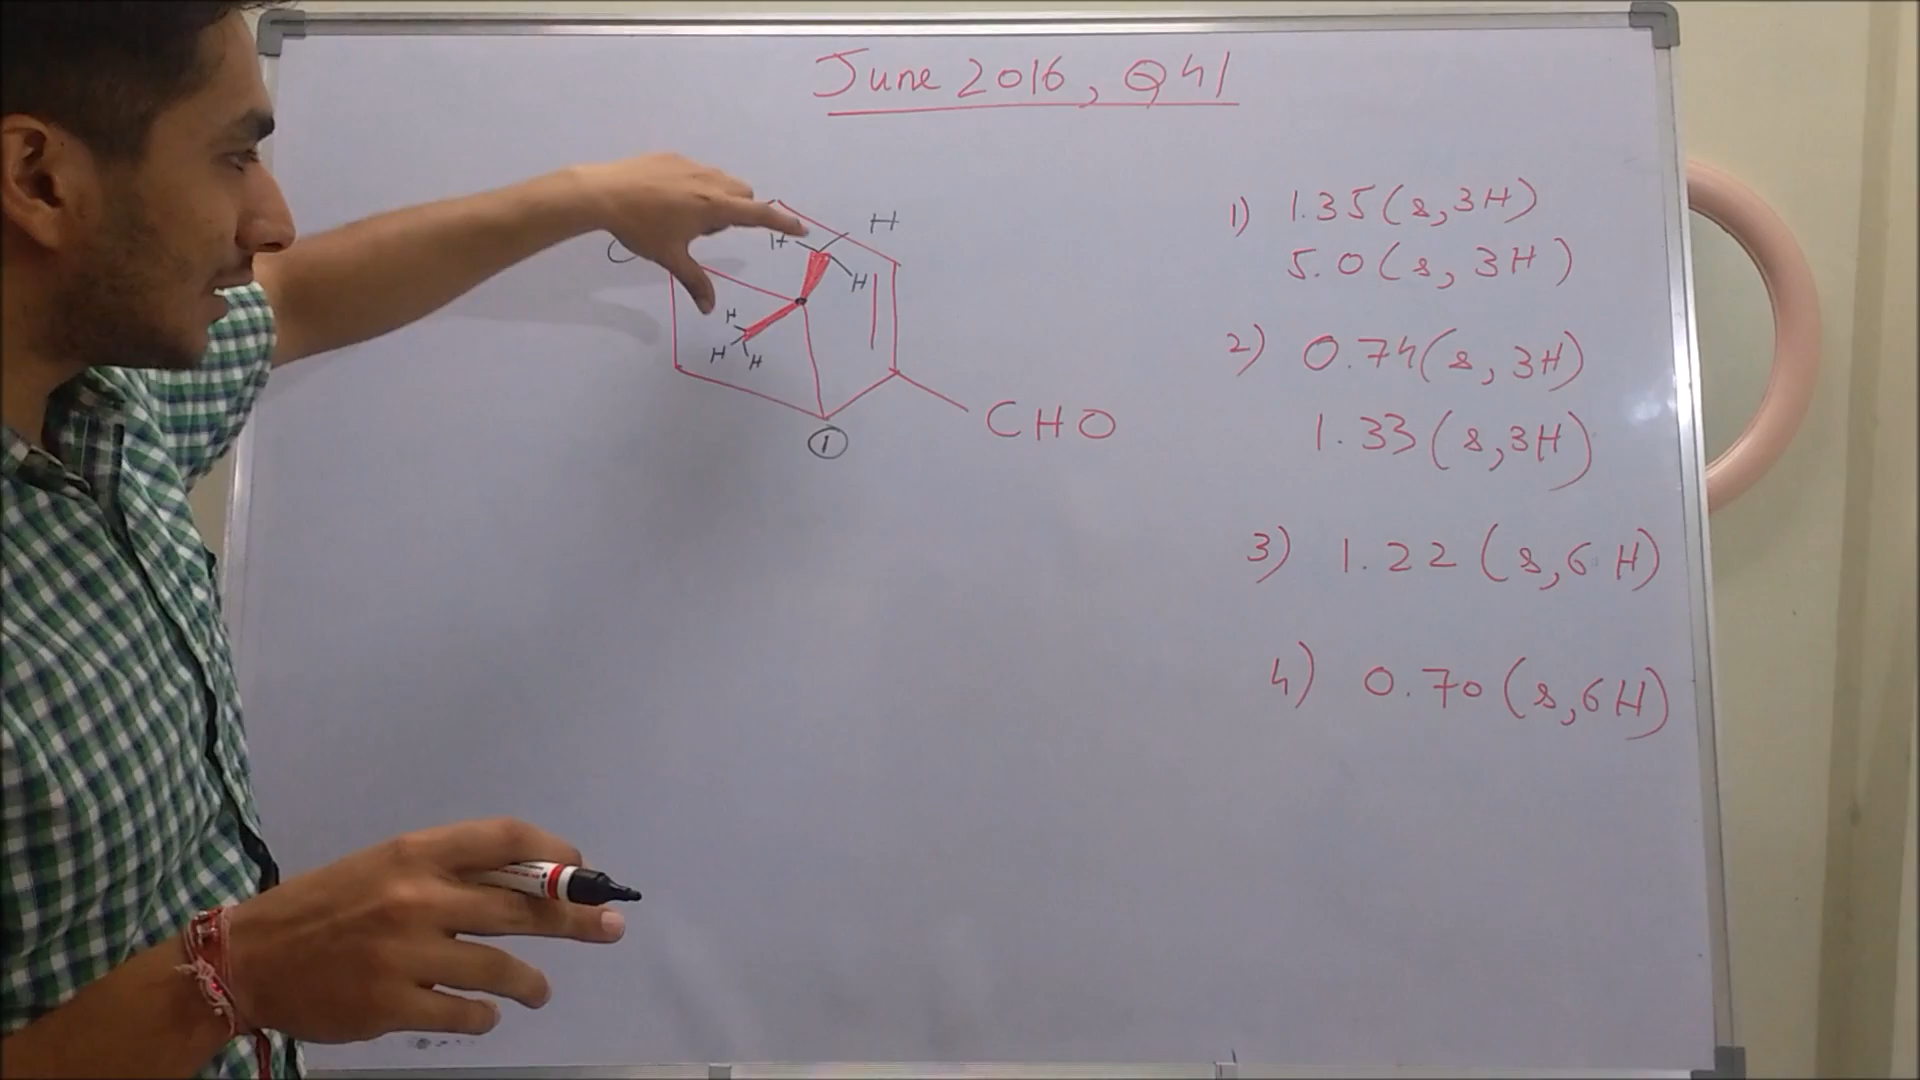 June 2016, Q41
1) 1.35(s,3H)
5.0(s, 3H)
2) 0.74(s, 3H)
1.33(s,3H)
3) 1.22(s,6H)
4) 0.70(s,6H)
H
H
H
H
H
H
CHO
1